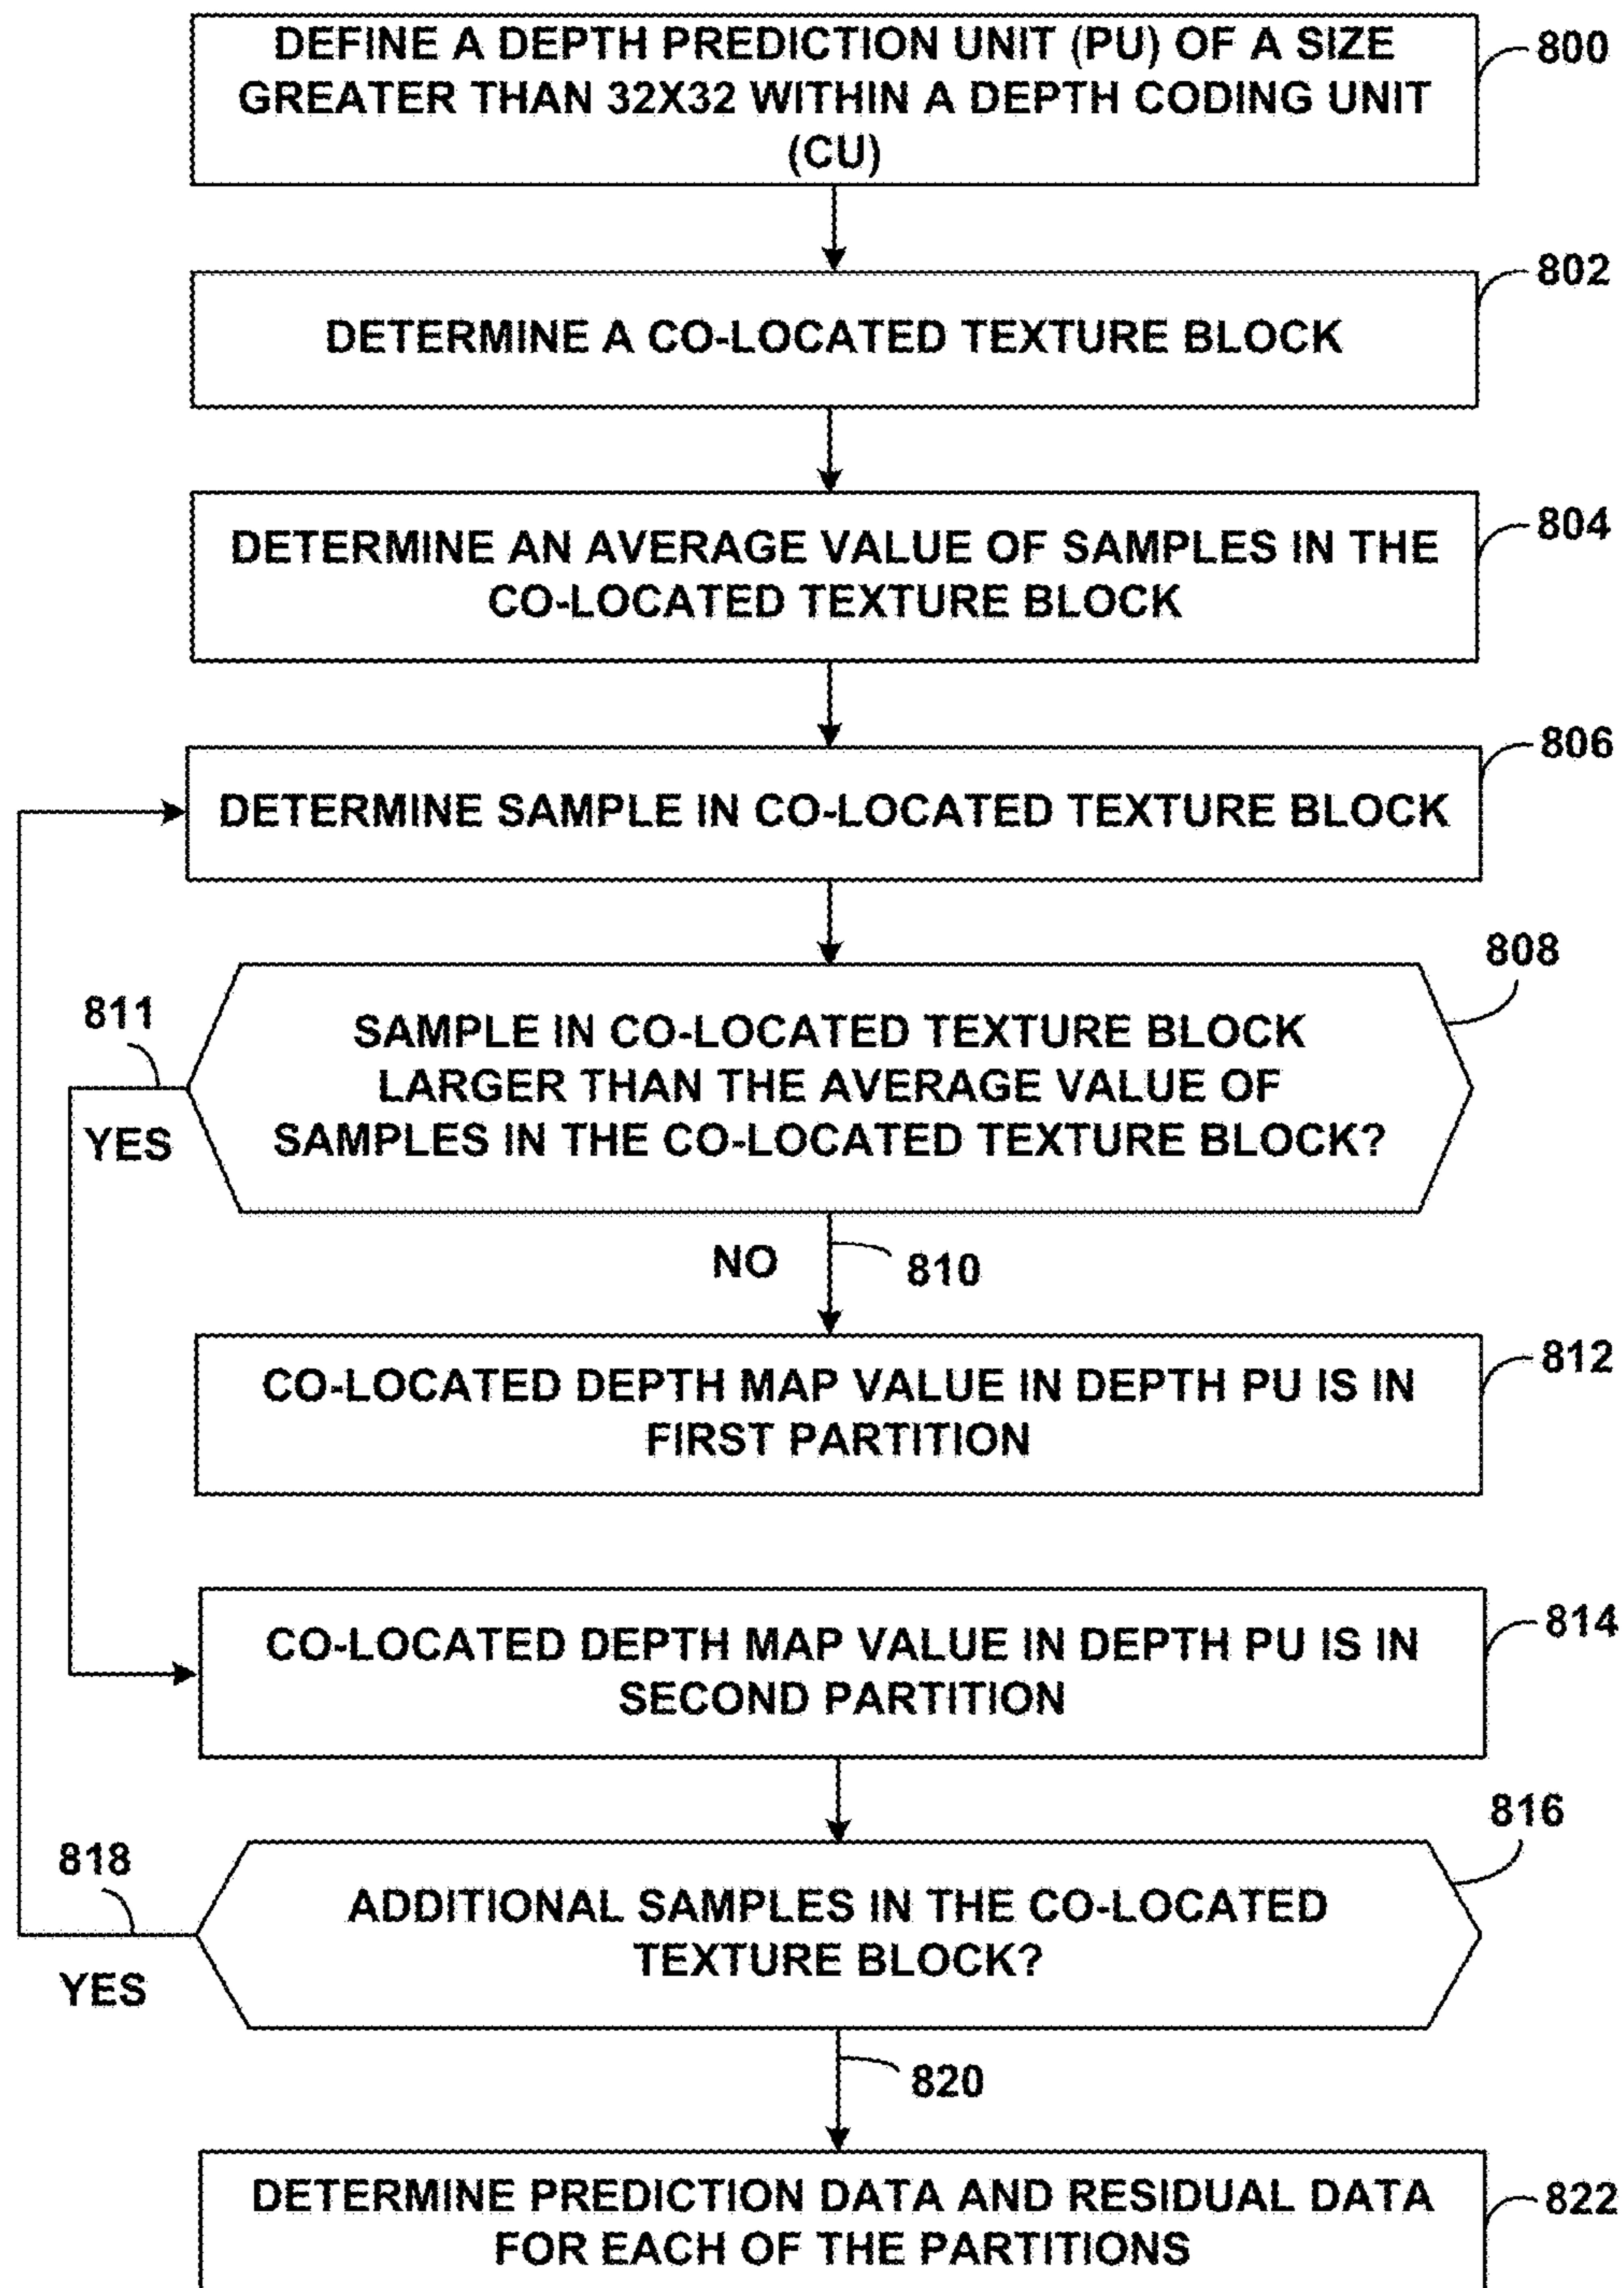 DEFINE A DEPTH PREDICTION UNIT (PU) OF A SIZE
GREATER THAN 32X32 WITHIN A DEPTH CODING UNIT
(CU)
800
802
DETERMINE A CO-LOCATED TEXTURE BLOCK
804
DETERMINE AN AVERAGE VALUE OF SAMPLES IN THE
CO-LOCATED TEXTURE BLOCK
806
DETERMINE SAMPLE IN CO-LOCATED TEXTURE BLOCK
808
811
SAMPLE IN CO-LOCATED TEXTURE BLOCK
LARGER THAN THE AVERAGE VALUE OF
SAMPLES IN THE CO-LOCATED TEXTURE BLOCK?
YES
NO
810
812
CO-LOCATED DEPTH MAP VALUE IN DEPTH PU IS IN
FIRST PARTITION
814
CO-LOCATED DEPTH MAP VALUE IN DEPTH PU IS IN
SECOND PARTITION
816
818
ADDITIONAL SAMPLES IN THE CO-LOCATED
TEXTURE BLOCK?
YES
820
DETERMINE PREDICTION DATA AND RESIDUAL DATA
FOR EACH OF THE PARTITIONS
822